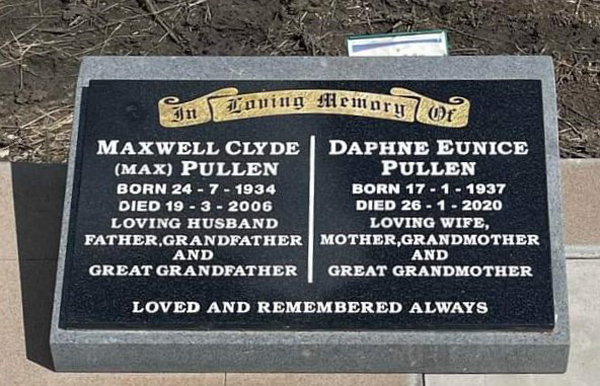 In Loving Memory Of
MAXWELL CLYDE
(MAX) PULLEN
BORN 24 - 7 - 1934
DIED 19 - 3 - 2006
LOVING HUSBAND
FATHER,GRANDFATHER
AND
GREAT GRANDFATHER
DAPHNE EUNICE
PULLEN
BORN 17 - 1 - 1937
DIED 26 - 1 - 2020
LOVING WIFE,
MOTHER,GRANDMOTHER
AND
GREAT GRANDMOTHER
LOVED AND REMEMBERED ALWAYS